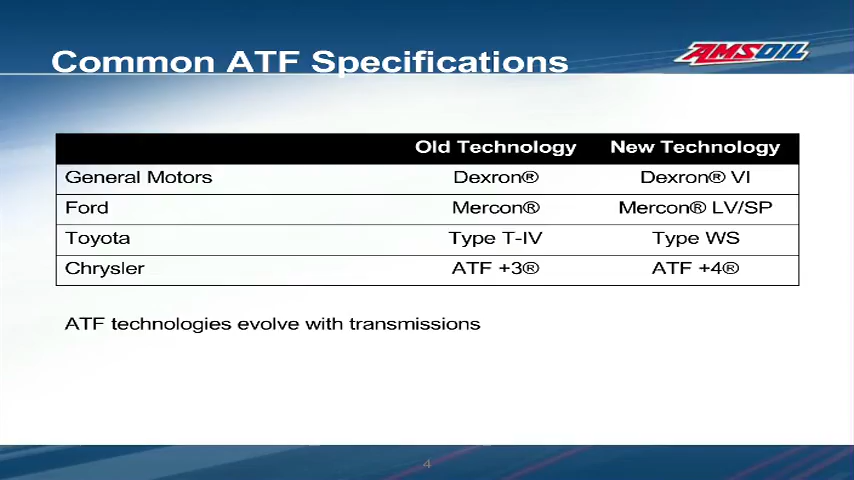 Common ATF Specifications
AMSOIL
Old Technology New Technology
General Motors Dexron® Dexron® VI
Ford Mercon® Mercon® LV/SP
Toyota Type T-IV Type WS
Chrysler ATF +3® ATF +4®
ATF technologies evolve with transmissions
4